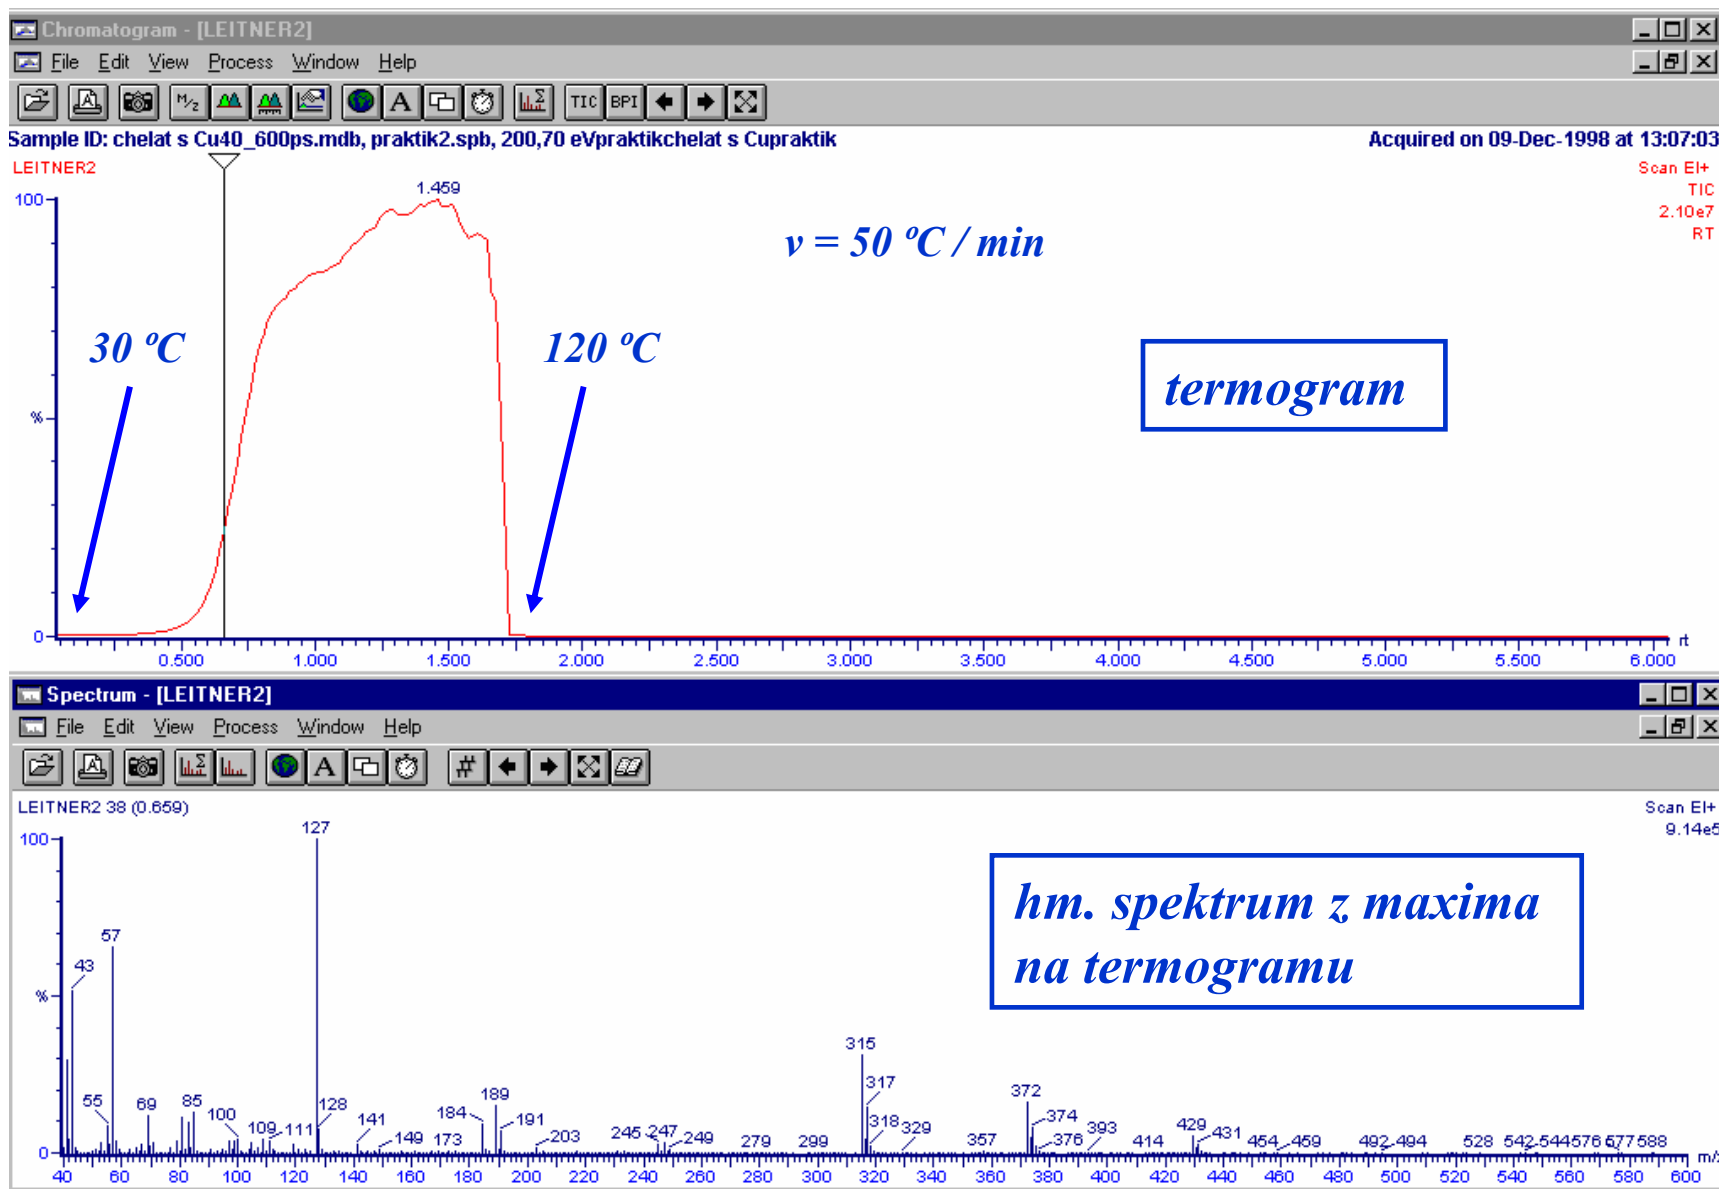 Chromatogram - [LEITNER2]
File Edit View Process Window Help
M/Z A Σ TIC BPI
Sample ID: chelat s Cu40_600ps.mdb, praktik2.spb, 200,70 eVpraktikchelat s Cupraktik Acquired on 09-Dec-1998 at 13:07:03
LEITNER2 Scan EI+
TIC
2.10e7
RT
1.459
100
v = 50 ºC / min
30 ºC 120 ºC
termogram
%
0
rt
0.500 1.000 1.500 2.000 2.500 3.000 3.500 4.000 4.500 5.000 5.500 6.000
Spectrum - [LEITNER2]
File Edit View Process Window Help
Σ A #
LEITNER2 38 (0.659) Scan EI+
9.14e5
100
127
hm. spektrum z maxima
na termogramu
57
43
%
315
317
372
55 69 85 100 109 111 128 141 149 173 184 189 191 203 245 247 249 279 299 318 329 357 374 376 393 414 429 431 454 459 492 494 528 542 544 576 577 588
0
m/z
40 60 80 100 120 140 160 180 200 220 240 260 280 300 320 340 360 380 400 420 440 460 480 500 520 540 560 580 600